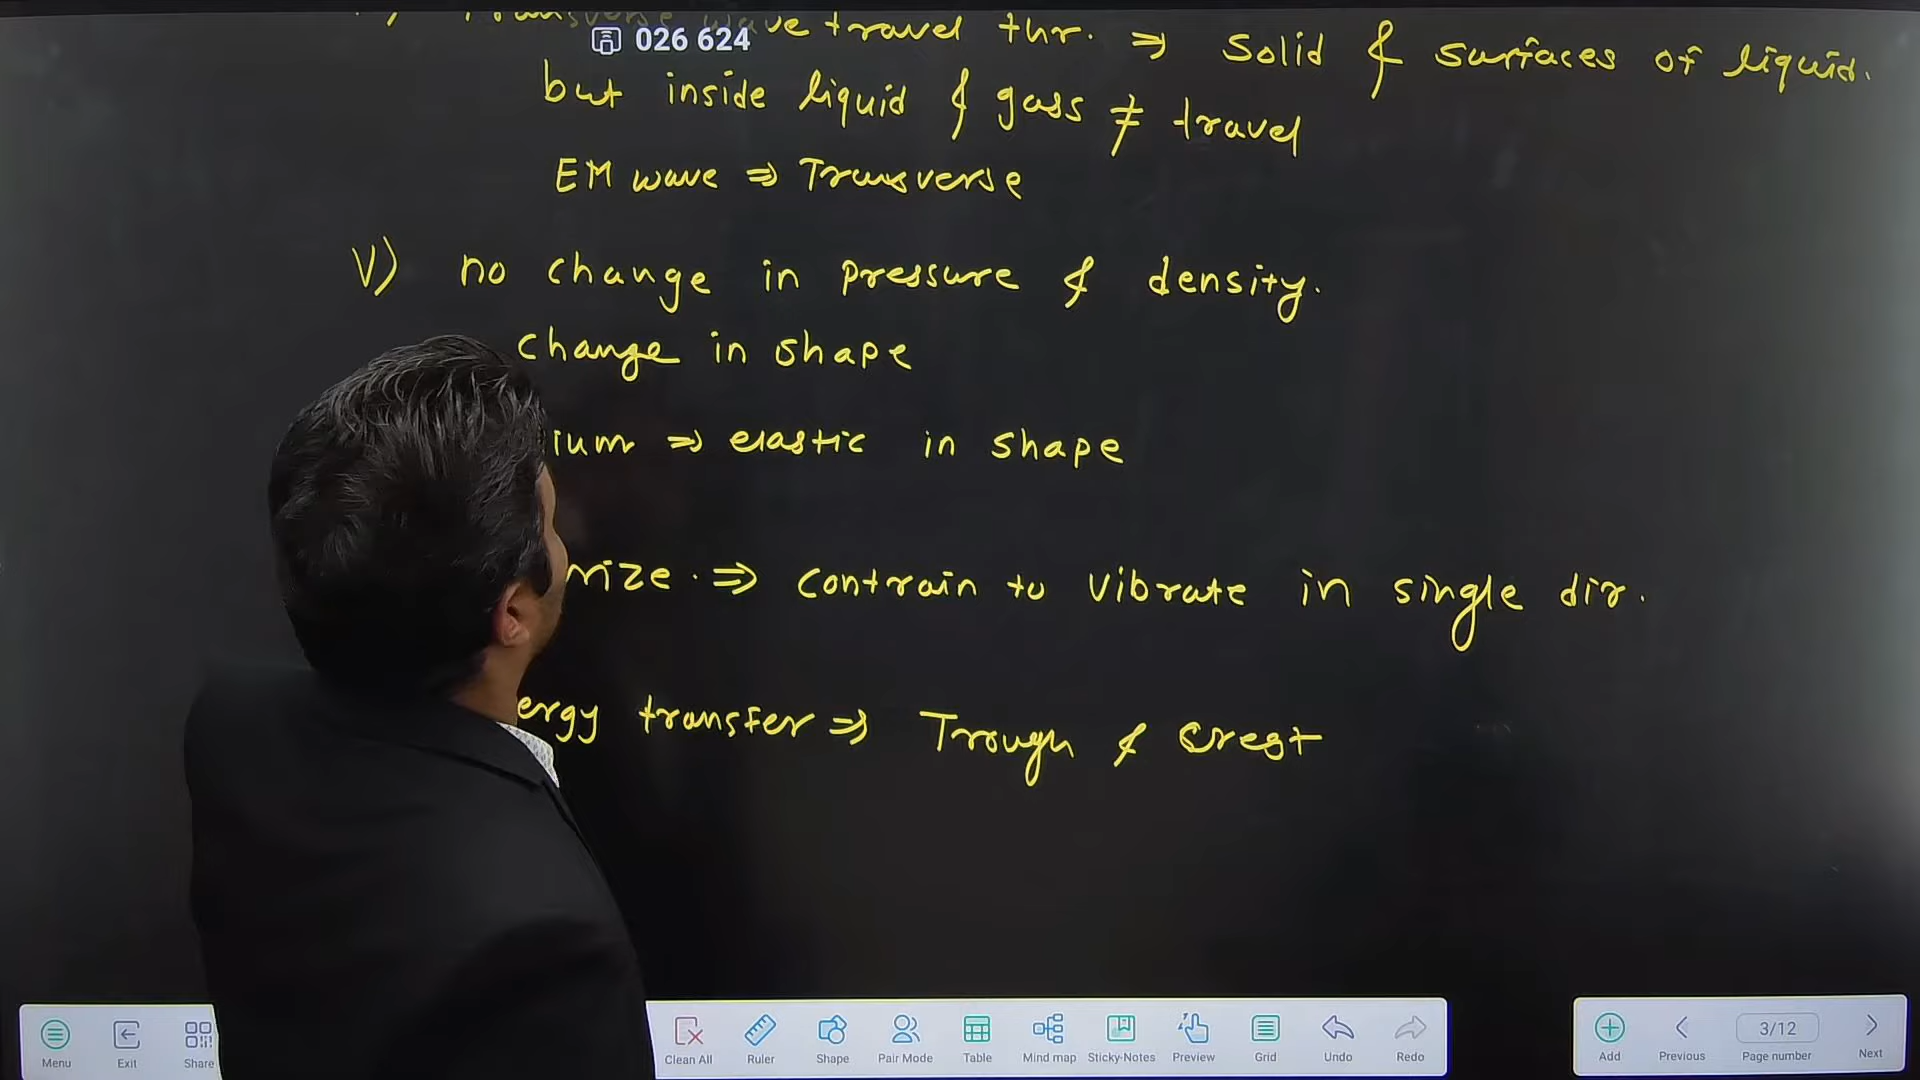 Transverse wave travel thr. ⇒ Solid & surfaces of liquid.
026 624
but inside liquid & gass ≠ travel
EM wave ⇒ Transverse
V) no change in pressure & density.
change in shape
ium ⇒ elastic in shape
rize. ⇒ contrain to vibrate in single dir.
ergy transfer ⇒ Trough & crest
Menu Exit Share Clean All Ruler Shape Pair Mode Table Mind map Sticky-Notes Preview Grid Undo Redo Add Previous 3/12 Page number Next